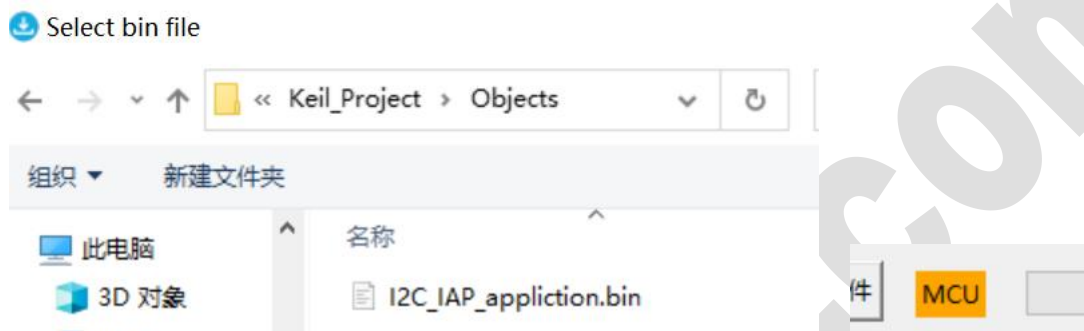 Select bin file
« Keil_Project › Objects
组织 新建文件夹
名称
此电脑
3D 对象
I2C_IAP_appliction.bin
件 MCU